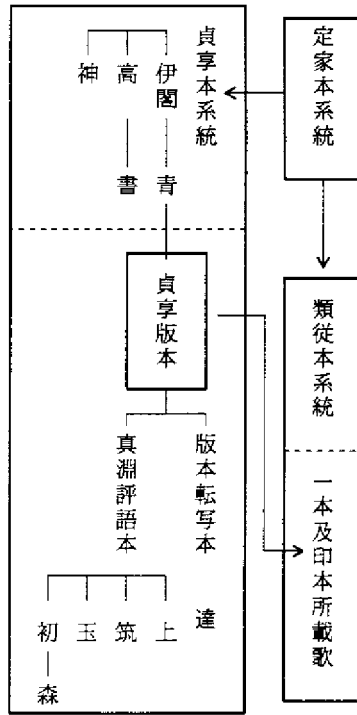 定家本系統
類従本系統
一本及印本所載歌
貞享本系統
伊閣
青
高
書
神
貞享版本
版本転写本
達
真淵評語本
上
筑
玉
初
森